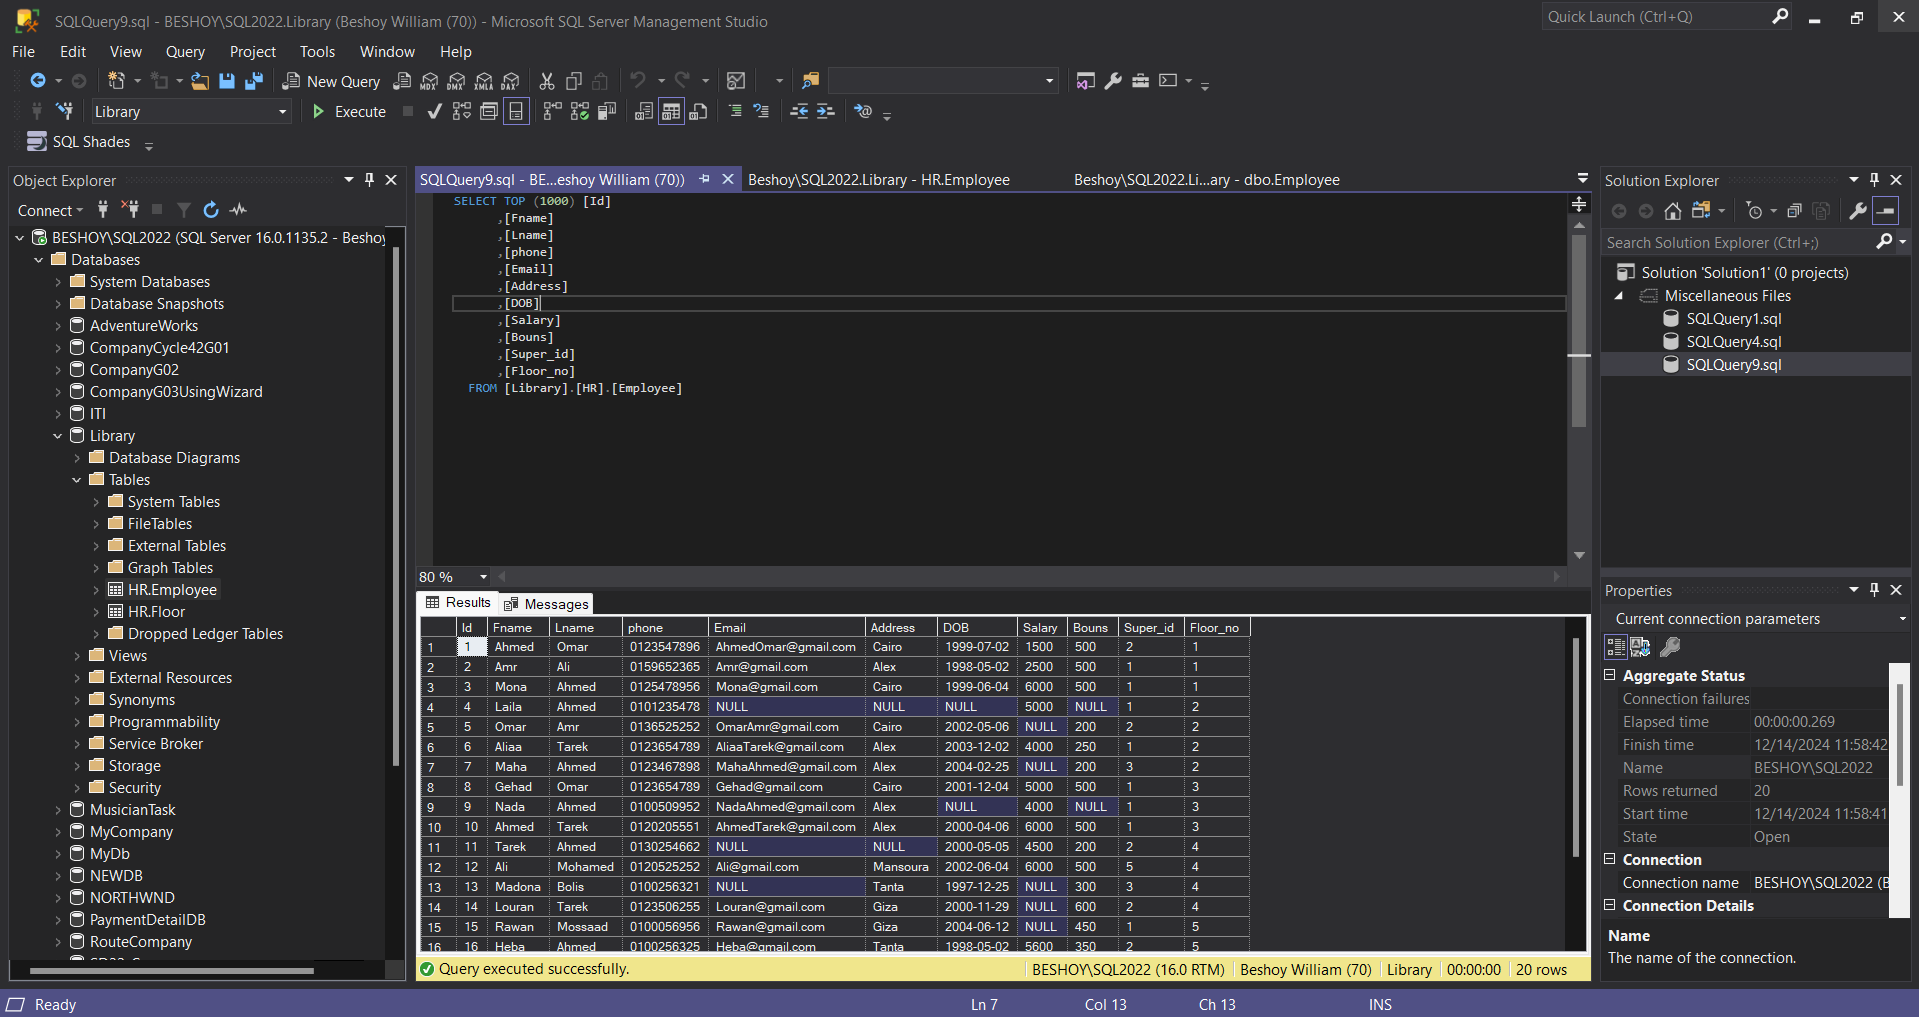 SQLQuery9.sql - BESHOY\SQL2022.Library (Beshoy William (70)) - Microsoft SQL Server Management Studio
Quick Launch (Ctrl+Q)
File Edit View Query Project Tools Window Help
New Query MDX DMX XMLA DAX
Library Execute
SQL Shades
Object Explorer
Connect
BESHOY\SQL2022 (SQL Server 16.0.1135.2 - Beshoy
Databases
System Databases
Database Snapshots
AdventureWorks
CompanyCycle42G01
CompanyG02
CompanyG03UsingWizard
ITI
Library
Database Diagrams
Tables
System Tables
FileTables
External Tables
Graph Tables
HR.Employee
HR.Floor
Dropped Ledger Tables
Views
External Resources
Synonyms
Programmability
Service Broker
Storage
Security
MusicianTask
MyCompany
MyDb
NEWDB
NORTHWND
PaymentDetailDB
RouteCompany
SQLQuery9.sql - BE...eshoy William (70)) Beshoy\SQL2022.Library - HR.Employee Beshoy\SQL2022.Li...ary - dbo.Employee
SELECT TOP (1000) [Id]
,[Fname]
,[Lname]
,[phone]
,[Email]
,[Address]
,[DOB]
,[Salary]
,[Bouns]
,[Super_id]
,[Floor_no]
FROM [Library].[HR].[Employee]
80 %
Results Messages
Id Fname Lname phone Email Address DOB Salary Bouns Super_id Floor_no
1 1 Ahmed Omar 0123547896 AhmedOmar@gmail.com Cairo 1999-07-02 1500 500 2 1
2 2 Amr Ali 0159652365 Amr@gmail.com Alex 1998-05-02 2500 500 1 1
3 3 Mona Ahmed 0125478956 Mona@gmail.com Cairo 1999-06-04 6000 500 1 1
4 4 Laila Ahmed 0101235478 NULL NULL NULL 5000 NULL 1 2
5 5 Omar Amr 0136525252 OmarAmr@gmail.com Cairo 2002-05-06 NULL 200 2 2
6 6 Aliaa Tarek 0123654789 AliaaTarek@gmail.com Alex 2003-12-02 4000 250 1 2
7 7 Maha Ahmed 0123467898 MahaAhmed@gmail.com Alex 2004-02-25 NULL 200 3 2
8 8 Gehad Omar 0123654789 Gehad@gmail.com Cairo 2001-12-04 5000 500 1 3
9 9 Nada Ahmed 0100509952 NadaAhmed@gmail.com Alex NULL 4000 NULL 1 3
10 10 Ahmed Tarek 0120205551 AhmedTarek@gmail.com Alex 2000-04-06 6000 500 1 3
11 11 Tarek Ahmed 0130254662 NULL NULL 2000-05-05 4500 200 2 4
12 12 Ali Mohamed 0120525252 Ali@gmail.com Mansoura 2002-06-04 6000 500 5 4
13 13 Madona Bolis 0100256321 NULL Tanta 1997-12-25 NULL 300 3 4
14 14 Louran Tarek 0123506255 Louran@gmail.com Giza 2000-11-29 NULL 600 2 4
15 15 Rawan Mossaad 0100056956 Rawan@gmail.com Giza 2004-06-12 NULL 450 1 5
16 16 Heba Ahmed 0100256325 Heba@gmail.com Tanta 1998-05-02 5600 350 2 5
Query executed successfully. BESHOY\SQL2022 (16.0 RTM) Beshoy William (70) Library 00:00:00 20 rows
Solution Explorer
Search Solution Explorer (Ctrl+;)
Solution 'Solution1' (0 projects)
Miscellaneous Files
SQLQuery1.sql
SQLQuery4.sql
SQLQuery9.sql
Properties
Current connection parameters
Aggregate Status
Connection failures
Elapsed time 00:00:00.269
Finish time 12/14/2024 11:58:42
Name BESHOY\SQL2022
Rows returned 20
Start time 12/14/2024 11:58:41
State Open
Connection
Connection name BESHOY\SQL2022 (B
Connection Details
Name
The name of the connection.
Ready Ln 7 Col 13 Ch 13 INS